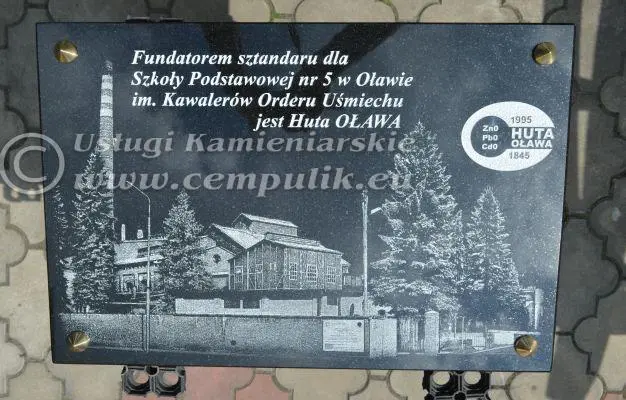 Fundatorem sztandaru dla
Szkoły Podstawowej nr 5 w Oławie
im. Kawalerów Orderu Uśmiechu
jest Huta OŁAWA
1995
ZnO
PbO
CdO
HUTA
OŁAWA
1845
© Usługi Kamieniarskie
www.cempulik.eu